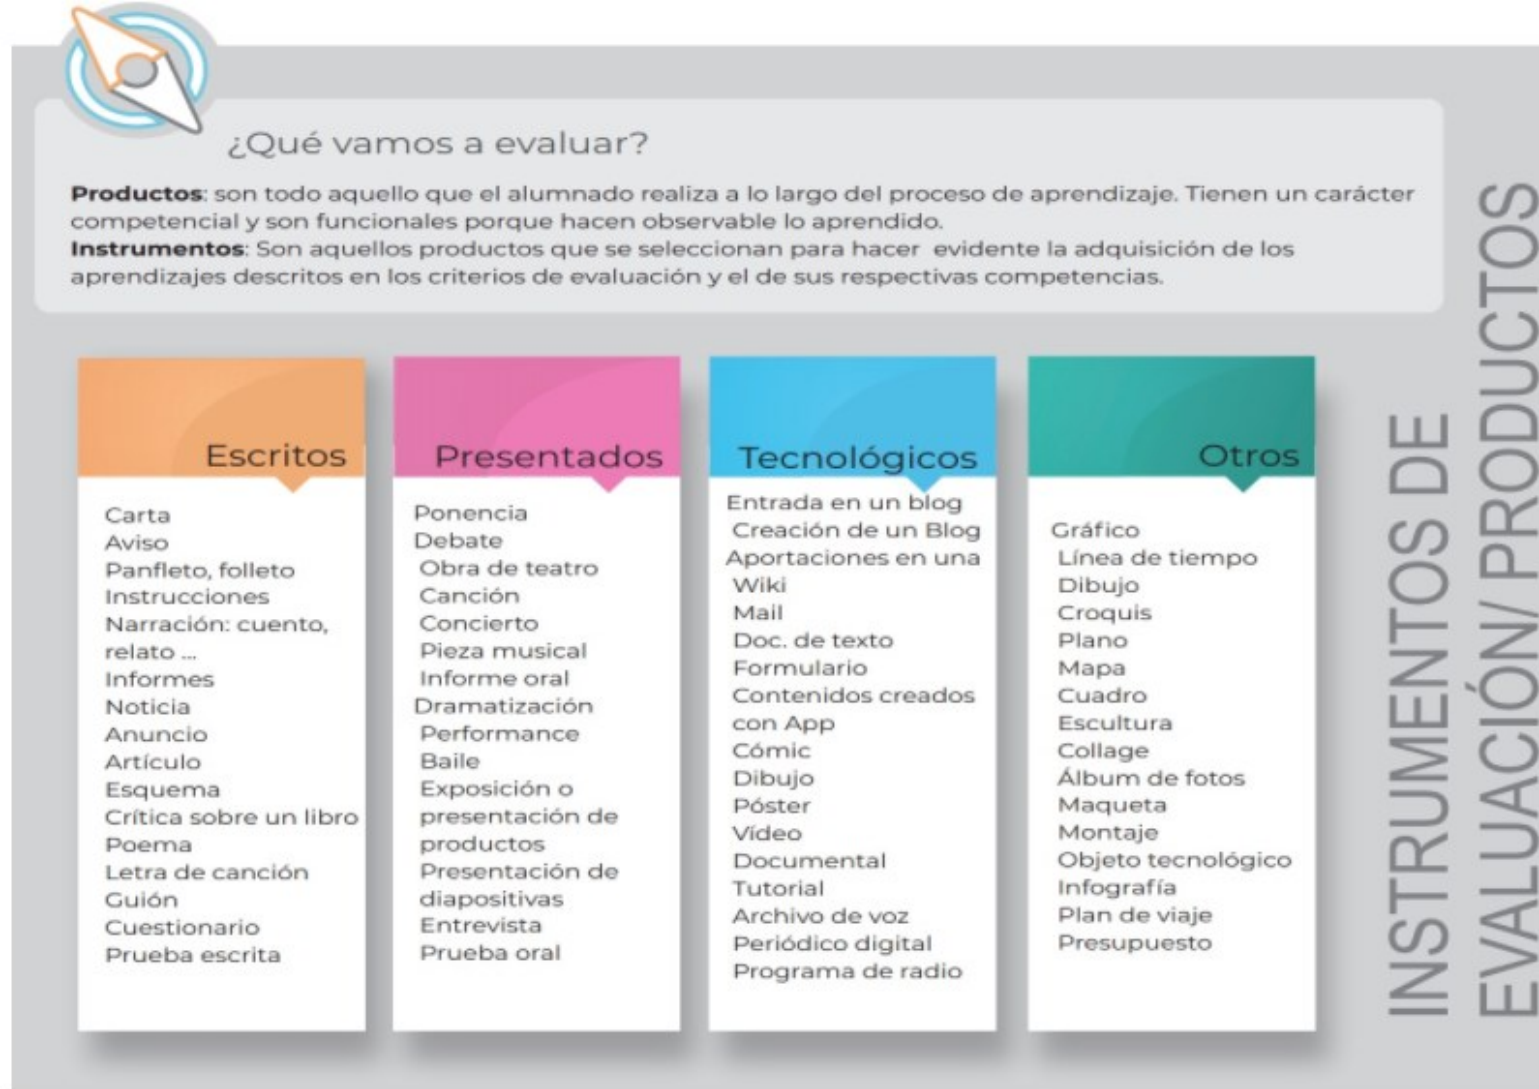 ¿Qué vamos a evaluar?
Productos: son todo aquello que el alumnado realiza a lo largo del proceso de aprendizaje. Tienen un carácter
competencial y son funcionales porque hacen observable lo aprendido.
Instrumentos: Son aquellos productos que se seleccionan para hacer evidente la adquisición de los
aprendizajes descritos en los criterios de evaluación y el de sus respectivas competencias.
Escritos
Carta
Aviso
Panfleto, folleto
Instrucciones
Narración: cuento,
relato ...
Informes
Noticia
Anuncio
Artículo
Esquema
Crítica sobre un libro
Poema
Letra de canción
Guión
Cuestionario
Prueba escrita
Presentados
Ponencia
Debate
Obra de teatro
Canción
Concierto
Pieza musical
Informe oral
Dramatización
Performance
Baile
Exposición o
presentación de
productos
Presentación de
diapositivas
Entrevista
Prueba oral
Tecnológicos
Entrada en un blog
Creación de un Blog
Aportaciones en una
Wiki
Mail
Doc. de texto
Formulario
Contenidos creados
con App
Cómic
Dibujo
Póster
Vídeo
Documental
Tutorial
Archivo de voz
Periódico digital
Programa de radio
Otros
Gráfico
Línea de tiempo
Dibujo
Croquis
Plano
Mapa
Cuadro
Escultura
Collage
Álbum de fotos
Maqueta
Montaje
Objeto tecnológico
Infografía
Plan de viaje
Presupuesto
INSTRUMENTOS DE
EVALUACIÓN/ PRODUCTOS